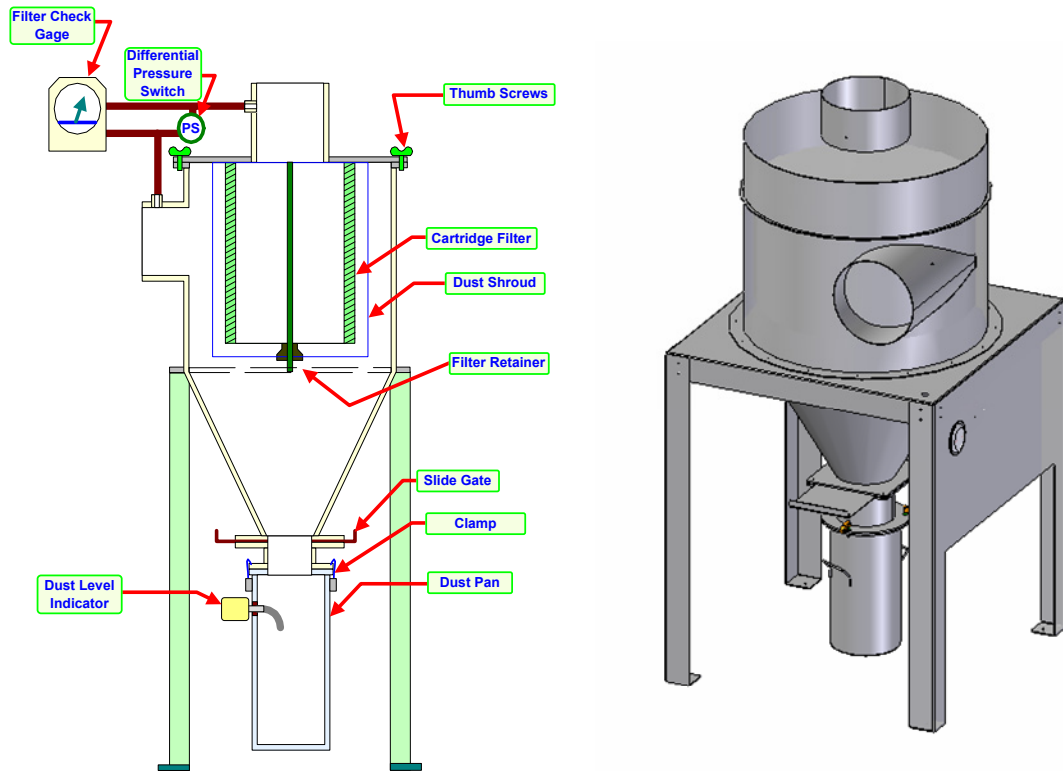 Filter Check
Gage
Differential
Pressure
Switch
Thumb Screws
PS
Cartridge Filter
Dust Shroud
Filter Retainer
Slide Gate
Clamp
Dust Pan
Dust Level
Indicator